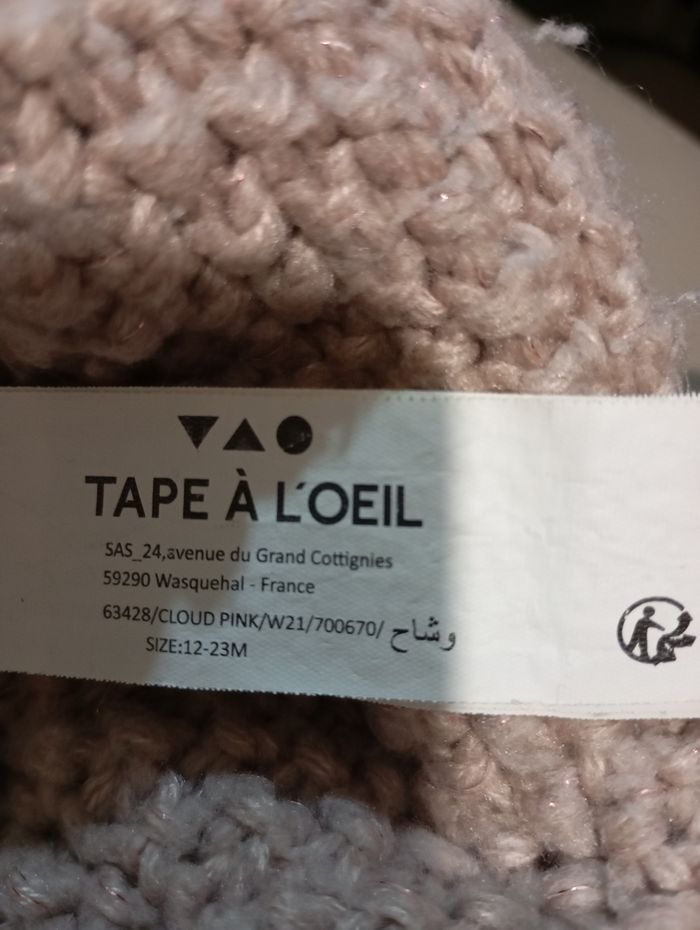 TAPE À L'OEIL
SAS_24,avenue du Grand Cottignies
59290 Wasquehal - France
63428/CLOUD PINK/W21/700670/ وشاح
SIZE:12-23M